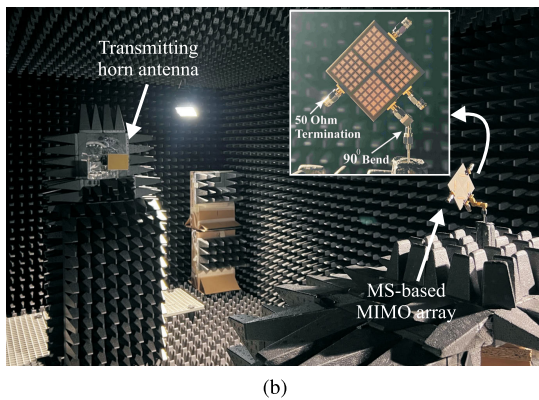 Transmitting
horn antenna
50 Ohm
Termination
90⁰ Bend
MS-based
MIMO array
(b)